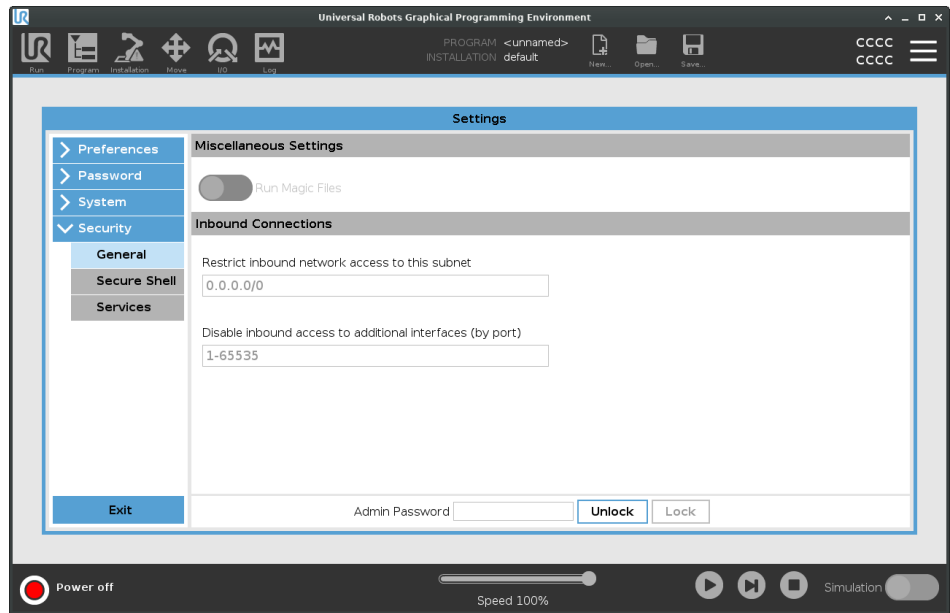 UR
Universal Robots Graphical Programming Environment
UR
Run
Program
Installation
Move
I/O
Log
PROGRAM <unnamed>
INSTALLATION default
New...
Open...
Save...
CCCC
CCCC
Settings
Preferences
Password
System
Security
General
Secure Shell
Services
Exit
Miscellaneous Settings
Run Magic Files
Inbound Connections
Restrict inbound network access to this subnet
0.0.0.0/0
Disable inbound access to additional interfaces (by port)
1-65535
Admin Password
Unlock
Lock
Power off
Speed 100%
Simulation